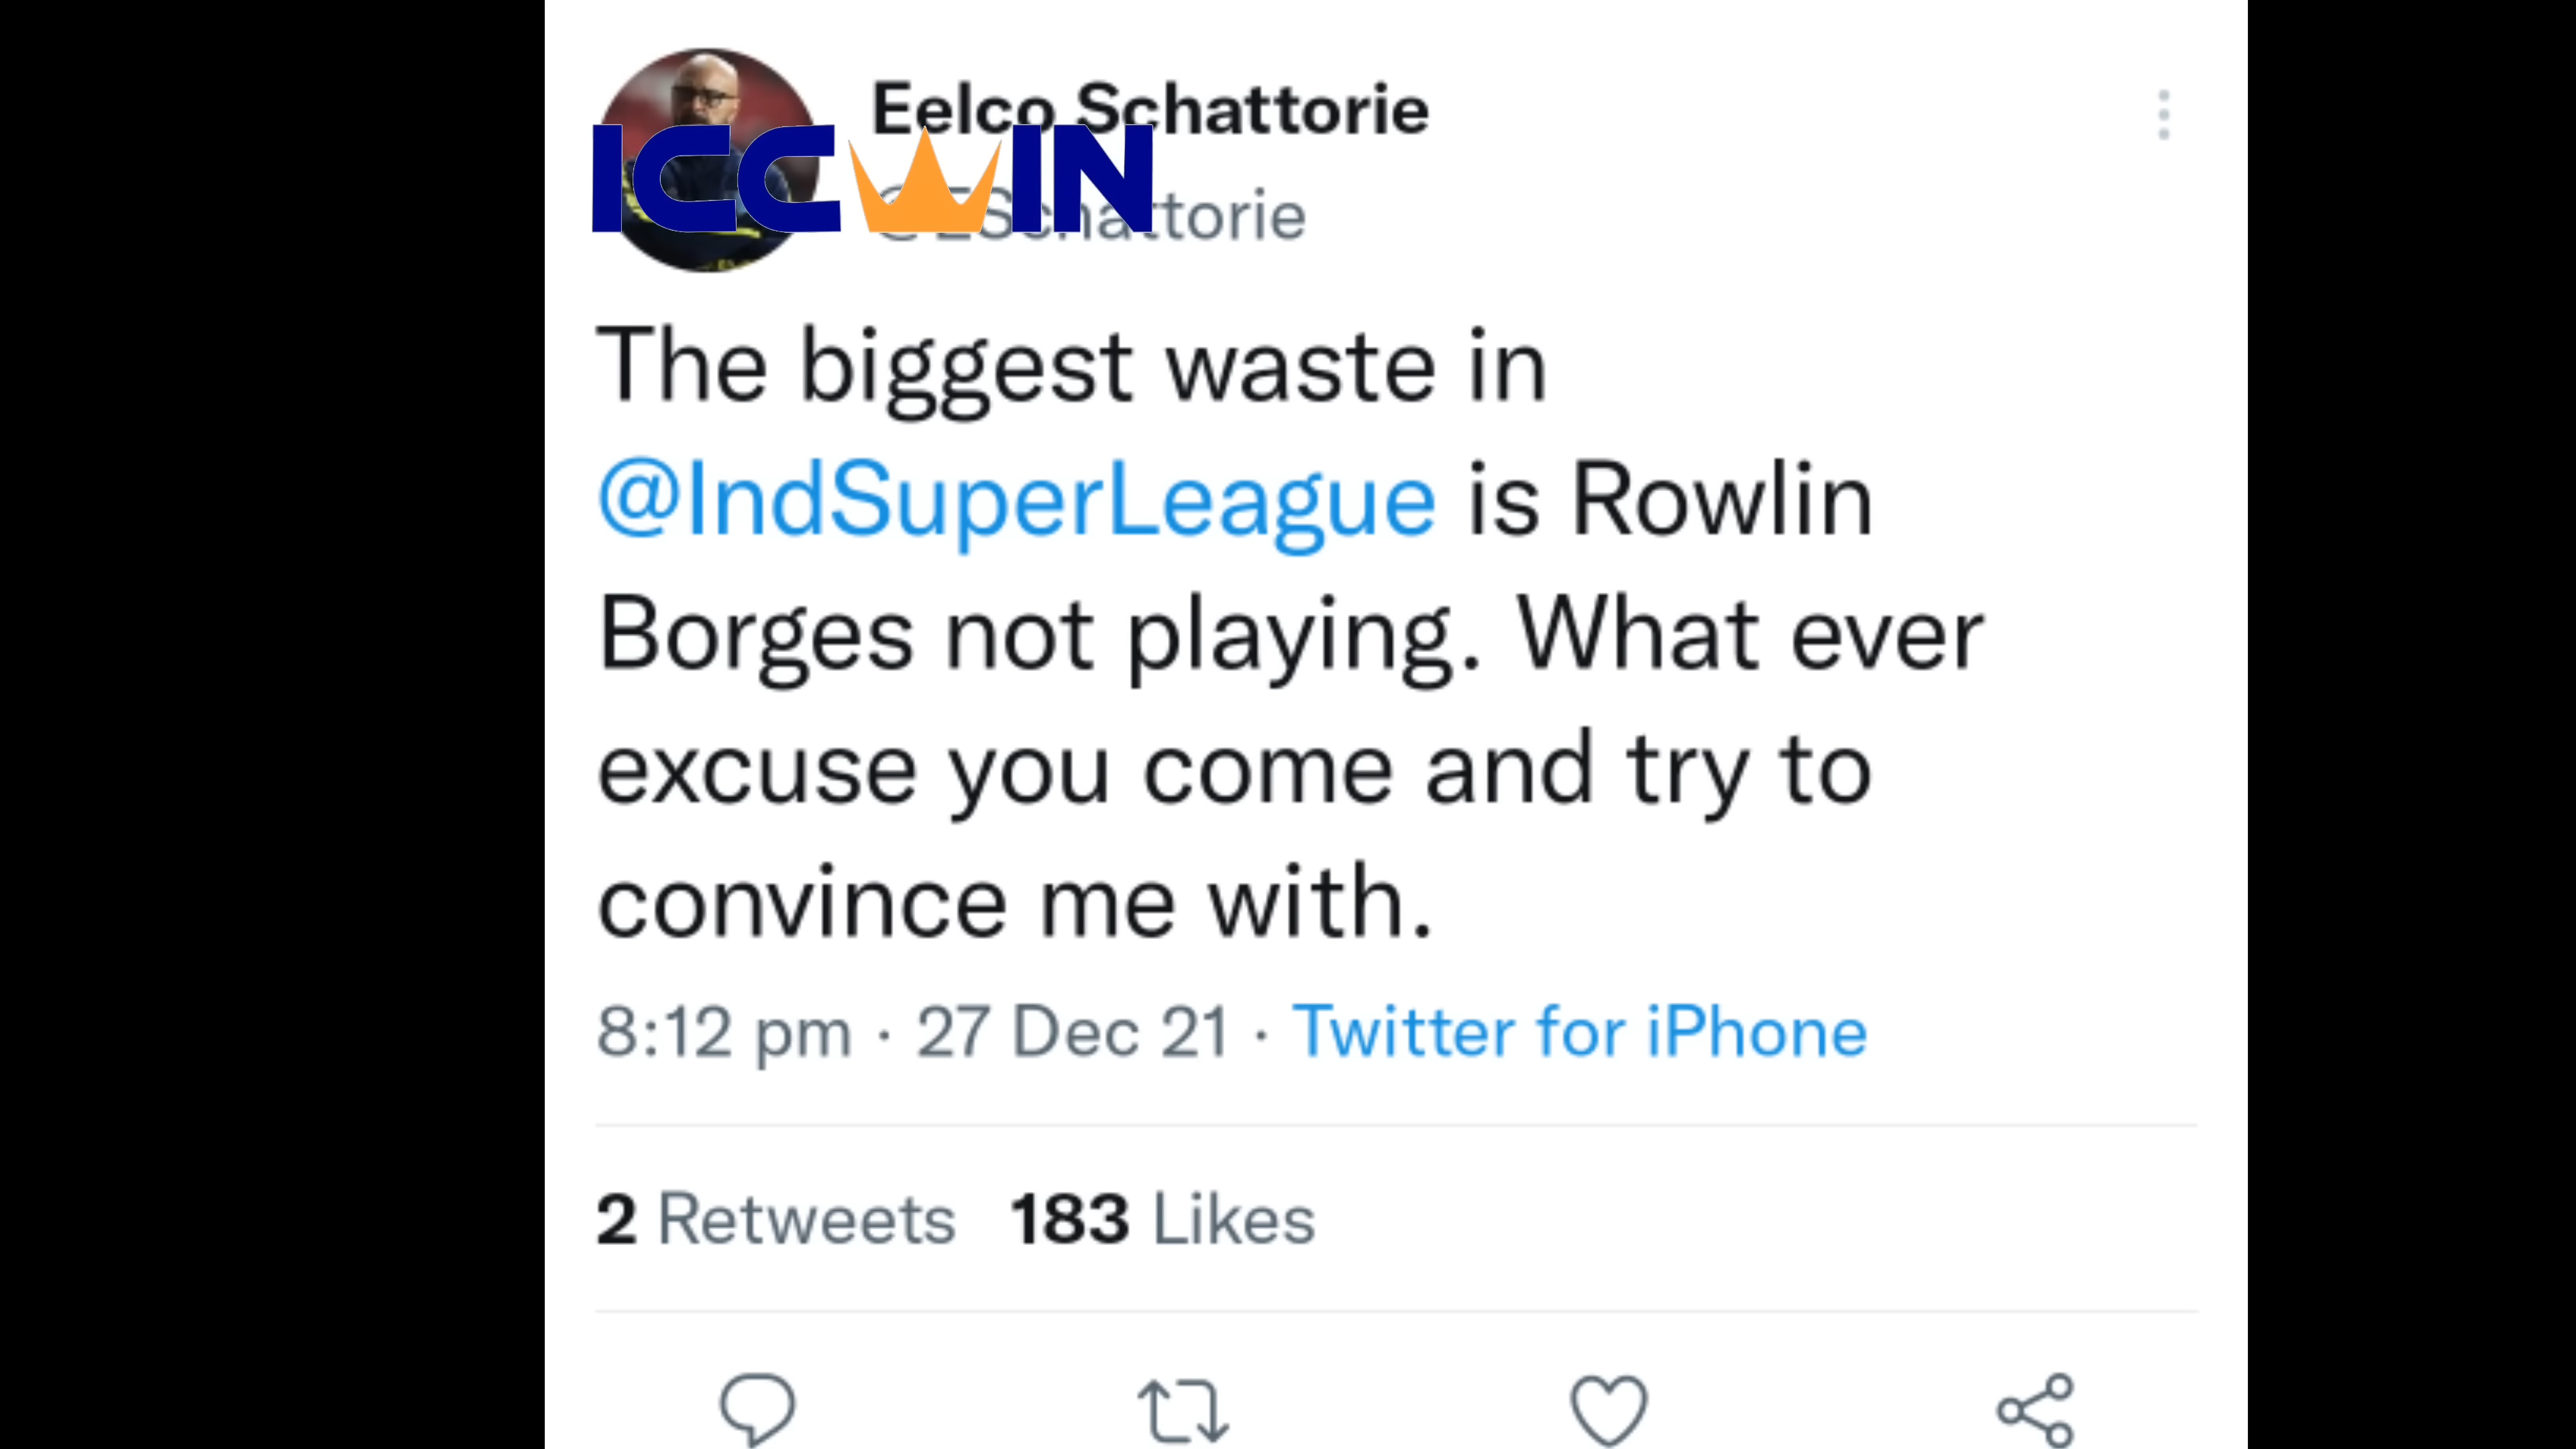 Eelco Schattorie
ICCWIN
@ESchattorie
The biggest waste in
@IndSuperLeague is Rowlin
Borges not playing. What ever
excuse you come and try to
convince me with.
8:12 pm · 27 Dec 21 · Twitter for iPhone
2 Retweets 183 Likes